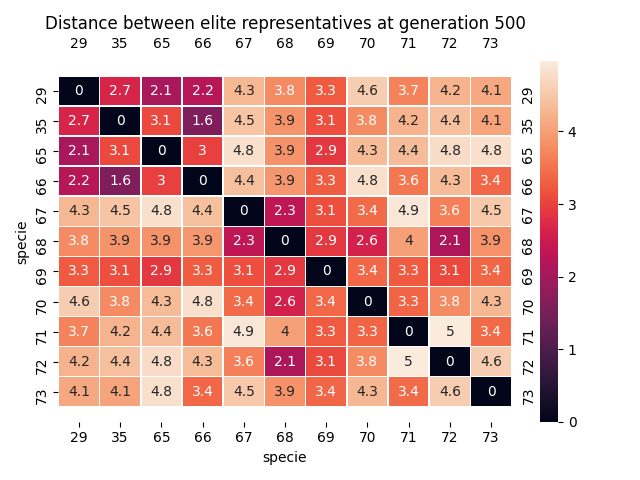 Distance between elite representatives at generation 500
29 35 65 66 67 68 69 70 71 72 73
29 0 2.7 2.1 2.2 4.3 3.8 3.3 4.6 3.7 4.2 4.1 29
35 2.7 0 3.1 1.6 4.5 3.9 3.1 3.8 4.2 4.4 4.1 35
65 2.1 3.1 0 3 4.8 3.9 2.9 4.3 4.4 4.8 4.8 65
66 2.2 1.6 3 0 4.4 3.9 3.3 4.8 3.6 4.3 3.4 66
67 4.3 4.5 4.8 4.4 0 2.3 3.1 3.4 4.9 3.6 4.5 67
68 3.8 3.9 3.9 3.9 2.3 0 2.9 2.6 4 2.1 3.9 68
69 3.3 3.1 2.9 3.3 3.1 2.9 0 3.4 3.3 3.1 3.4 69
70 4.6 3.8 4.3 4.8 3.4 2.6 3.4 0 3.3 3.8 4.3 70
71 3.7 4.2 4.4 3.6 4.9 4 3.3 3.3 0 5 3.4 71
72 4.2 4.4 4.8 4.3 3.6 2.1 3.1 3.8 5 0 4.6 72
73 4.1 4.1 4.8 3.4 4.5 3.9 3.4 4.3 3.4 4.6 0 73
29 35 65 66 67 68 69 70 71 72 73
specie
specie
4
3
2
1
0